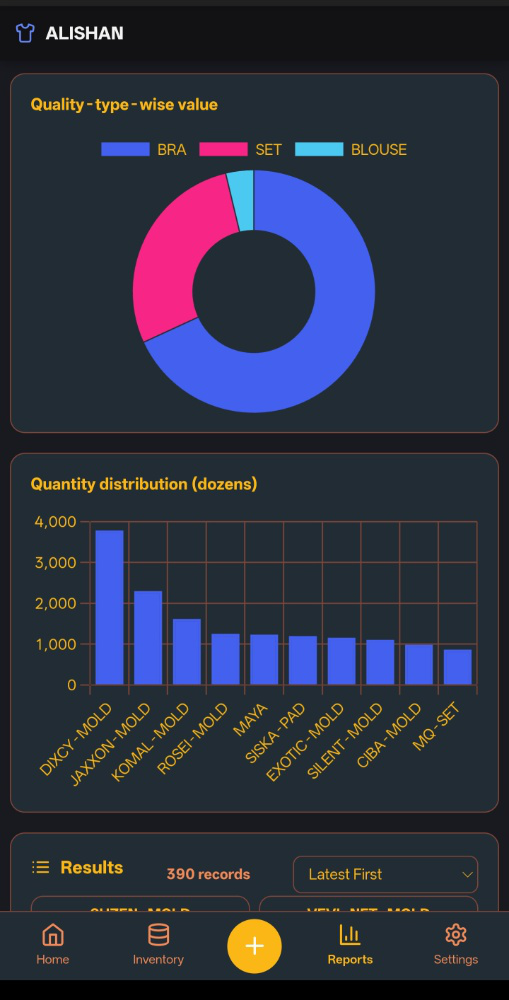 ALISHAN
Quality-type-wise value
BRA SET BLOUSE
Quantity distribution (dozens)
4,000
3,000
2,000
1,000
0
DIXCY-MOLD JAXXON-MOLD KOMAL-MOLD ROSEI-MOLD MAYA SISKA-PAD EXOTIC-MOLD SILENT-MOLD CIBA-MOLD MQ-SET
Results 390 records Latest First
Home Inventory Reports Settings